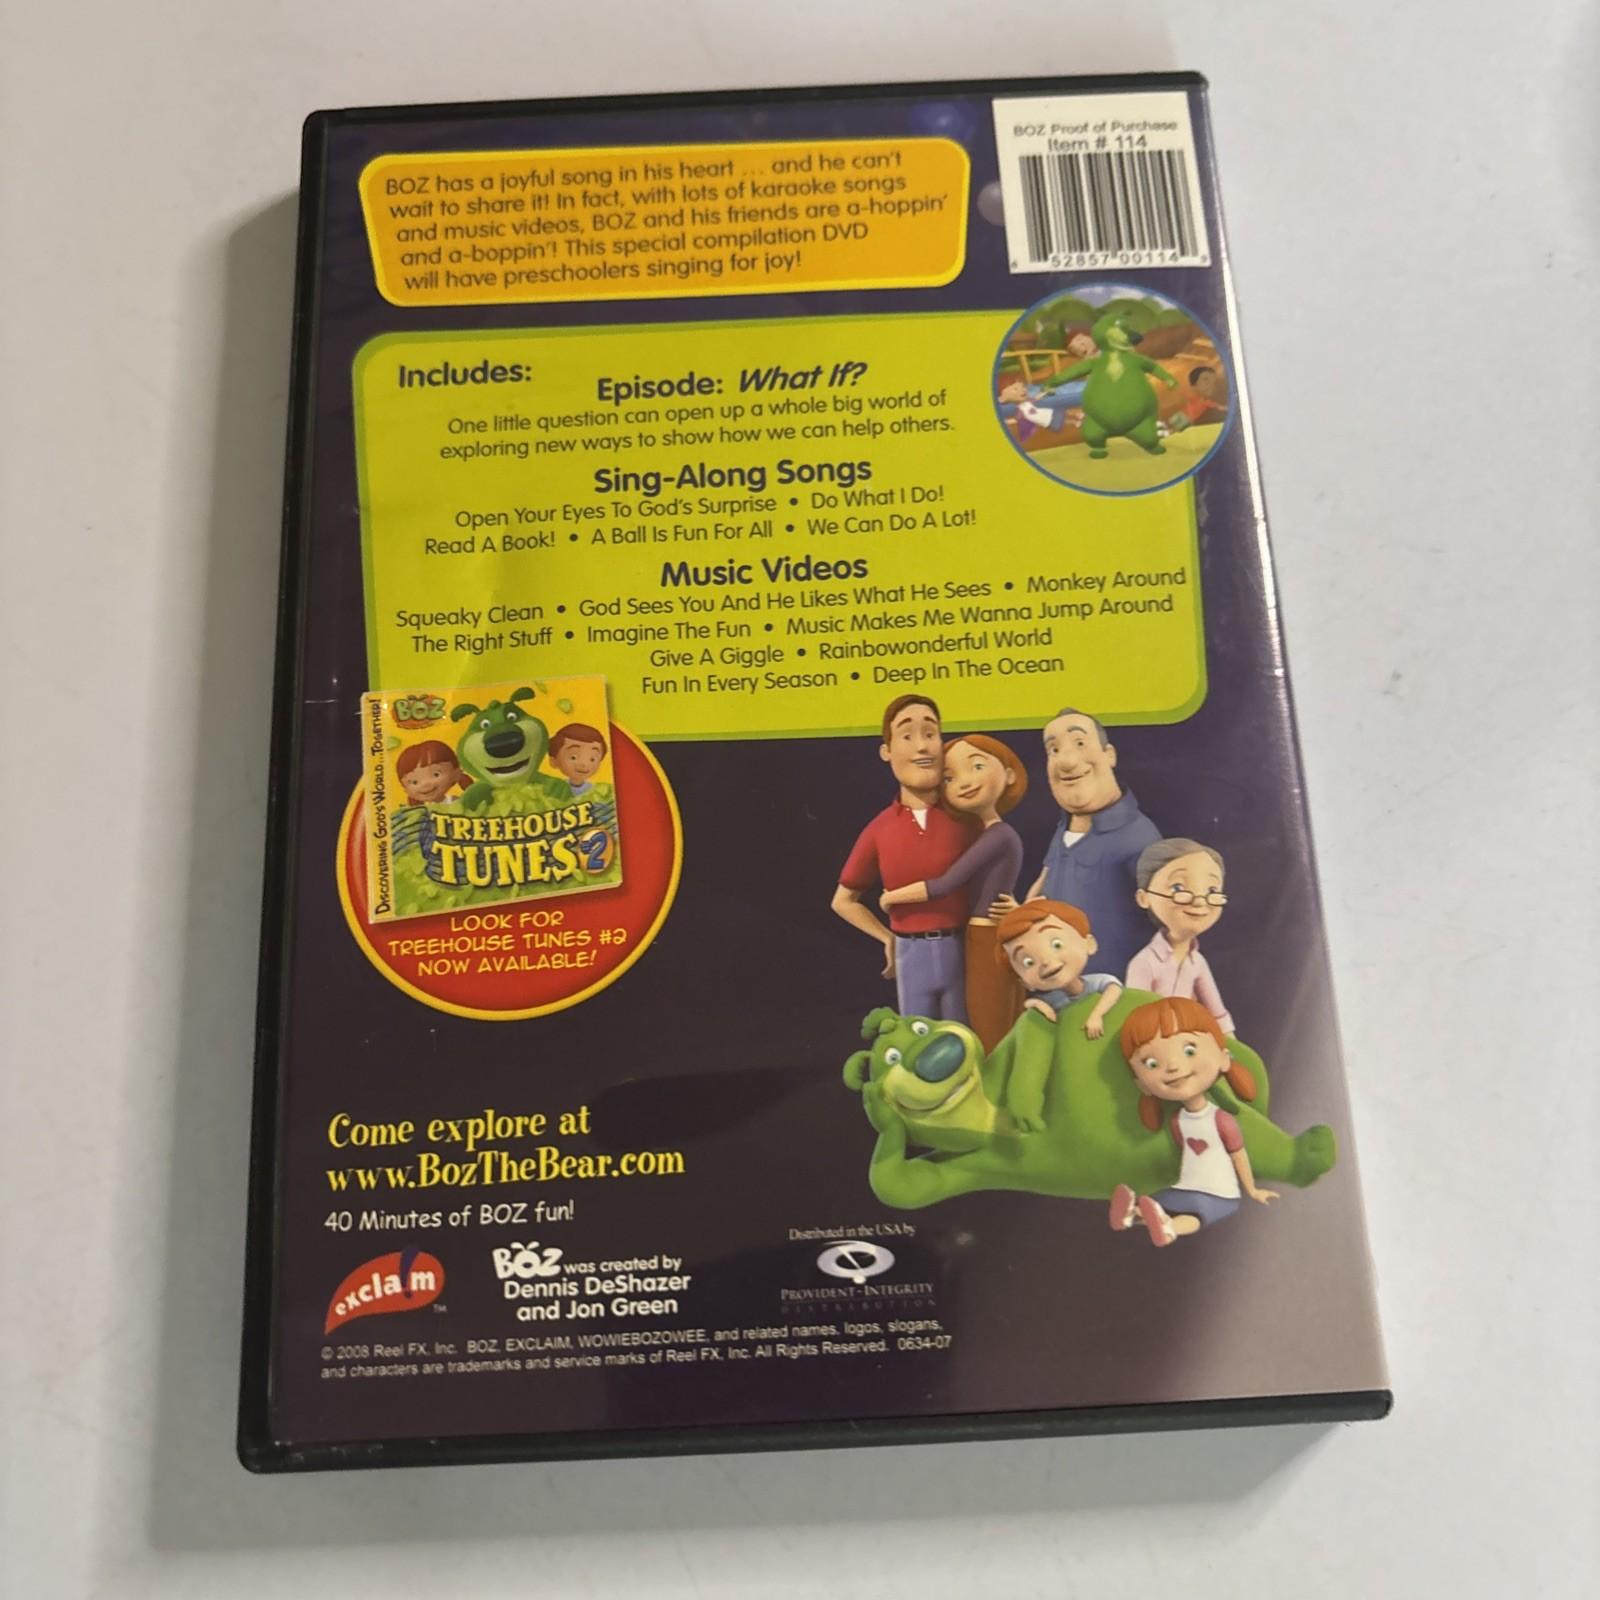 BOZ Proof of Purchase
Item # 114
6 52857 00114 9
BOZ has a joyful song in his heart ... and he can't
wait to share it! In fact, with lots of karaoke songs
and music videos, BOZ and his friends are a-hoppin'
and a-boppin'! This special compilation DVD
will have preschoolers singing for joy!
Includes:
Episode: What If?
One little question can open up a whole big world of
exploring new ways to show how we can help others.
Sing-Along Songs
Open Your Eyes To God's Surprise • Do What I Do!
Read A Book! • A Ball Is Fun For All • We Can Do A Lot!
Music Videos
Squeaky Clean • God Sees You And He Likes What He Sees • Monkey Around
The Right Stuff • Imagine The Fun • Music Makes Me Wanna Jump Around
Give A Giggle • Rainbowonderful World
Fun In Every Season • Deep In The Ocean
Discovering God's World...Together!
BOZ
TREEHOUSE
TUNES 2
LOOK FOR
TREEHOUSE TUNES #2
NOW AVAILABLE!
Come explore at
www.BozTheBear.com
40 Minutes of BOZ fun!
exclaim
TM
BOZ was created by
Dennis DeShazer
and Jon Green
Distributed in the USA by
PROVIDENT-INTEGRITY
DISTRIBUTION
© 2008 Reel FX, Inc. BOZ, EXCLAIM, WOWIEBOZOWEE, and related names, logos, slogans,
and characters are trademarks and service marks of Reel FX, Inc. All Rights Reserved. 0634-07